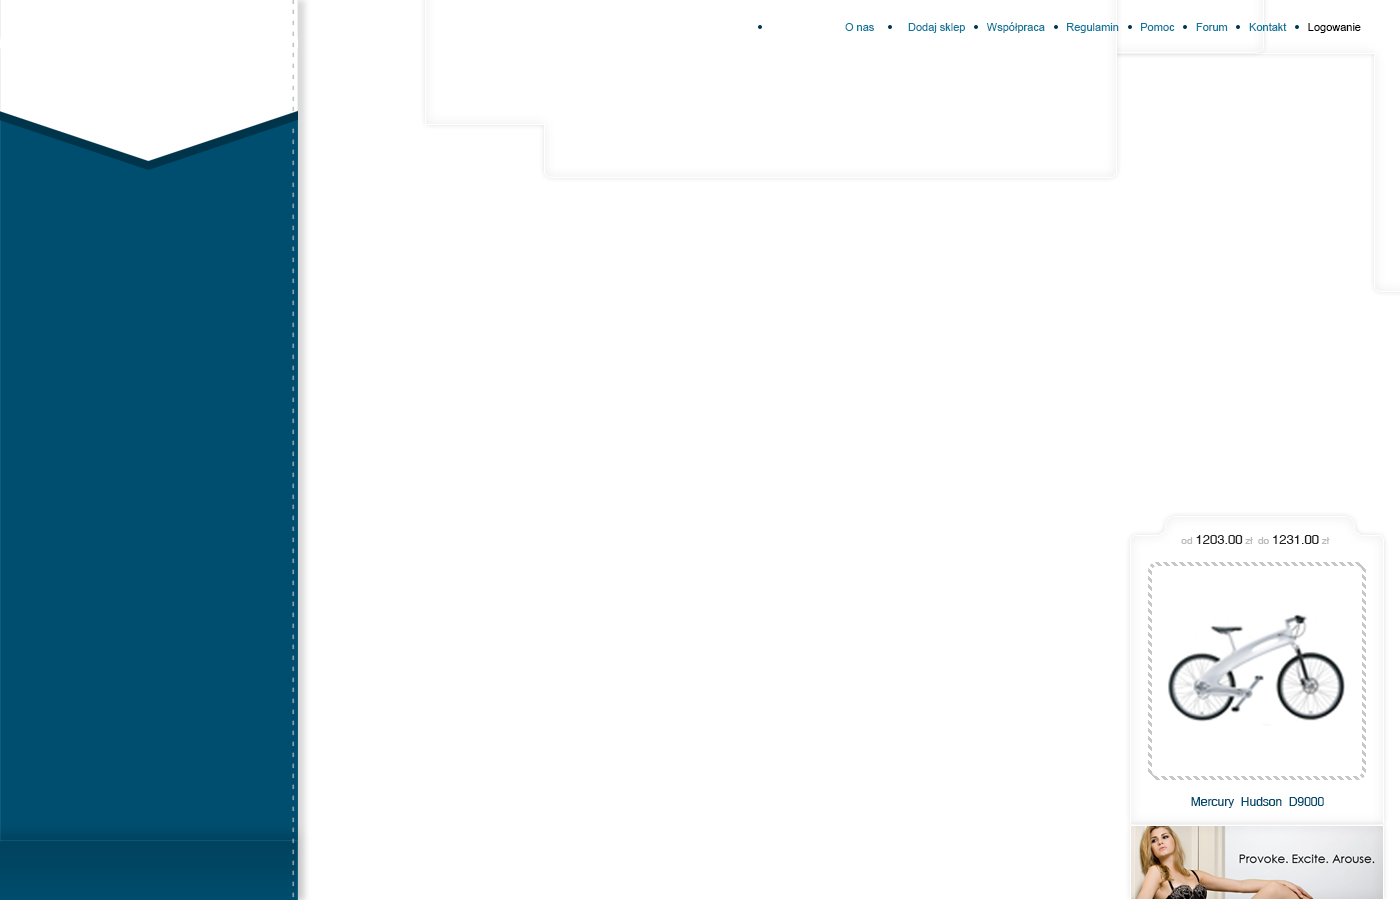 • O nas • Dodaj sklep • Współpraca • Regulamin • Pomoc • Forum • Kontakt • Logowanie
od 1203.00 zł do 1231.00 zł
Mercury Hudson D9000
Provoke. Excite. Arouse.